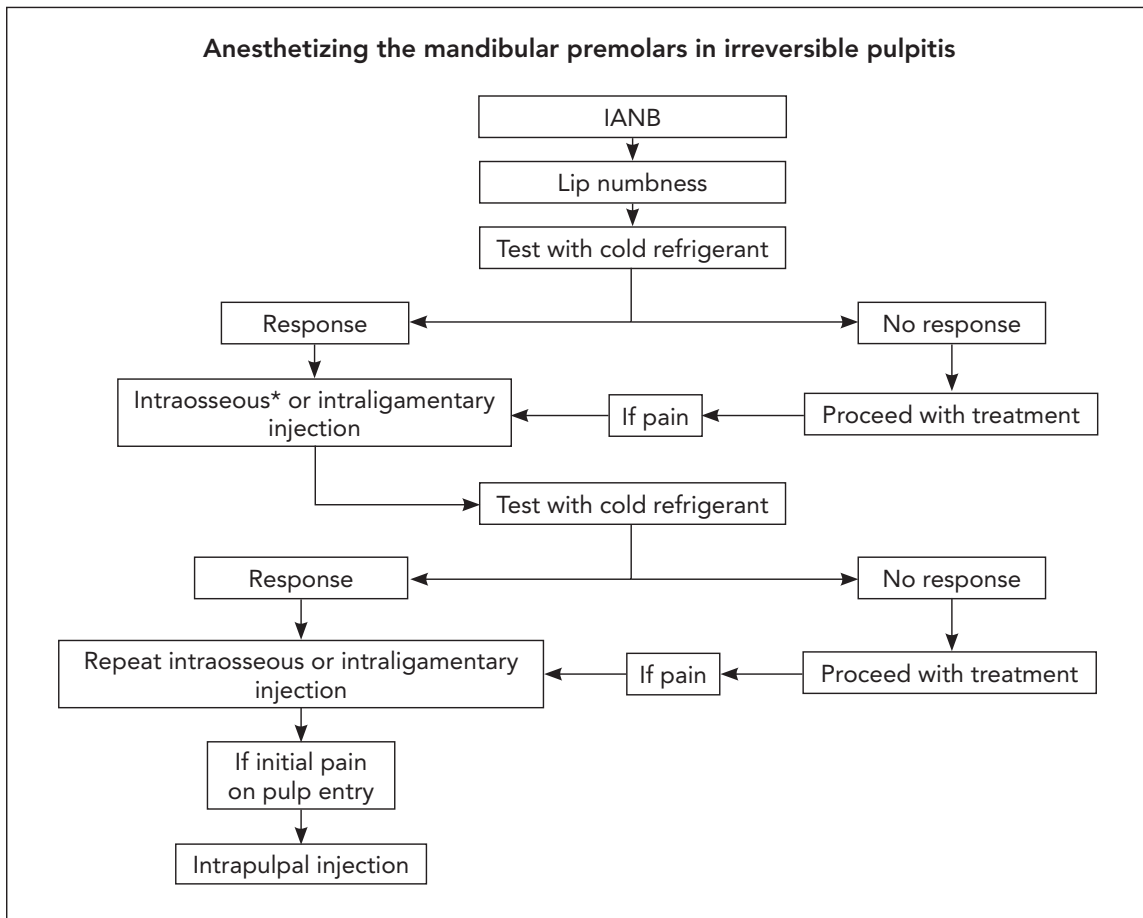 Anesthetizing the mandibular premolars in irreversible pulpitis
IANB
Lip numbness
Test with cold refrigerant
Response
No response
Intraosseous* or intraligamentary
injection
If pain
Proceed with treatment
Test with cold refrigerant
Response
No response
Repeat intraosseous or intraligamentary
injection
If pain
Proceed with treatment
If initial pain
on pulp entry
Intrapulpal injection